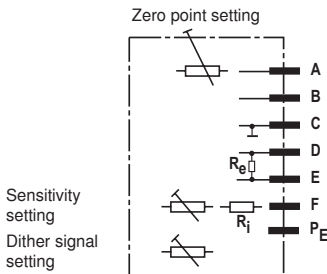 Zero point setting
A
B
C
D
Re
E
Sensitivity
setting
F
Ri
Dither signal
setting
PE